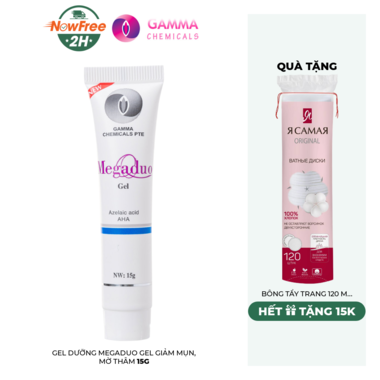 NowFree
2H
GAMMA
CHEMICALS
NEW
GAMMA
CHEMICALS PTE
Megaduo
Gel
Azelaic acid
AHA
NW: 15g
GEL DƯỠNG MEGADUO GEL GIẢM MỤN,
MỜ THÂM 15G
QUÀ TẶNG
Я САМАЯ
ORIGINAL
ВАТНЫЕ ДИСКИ
100%
ХЛОПОК
120
BÔNG TẨY TRANG 120 M...
HẾT TẶNG 15K